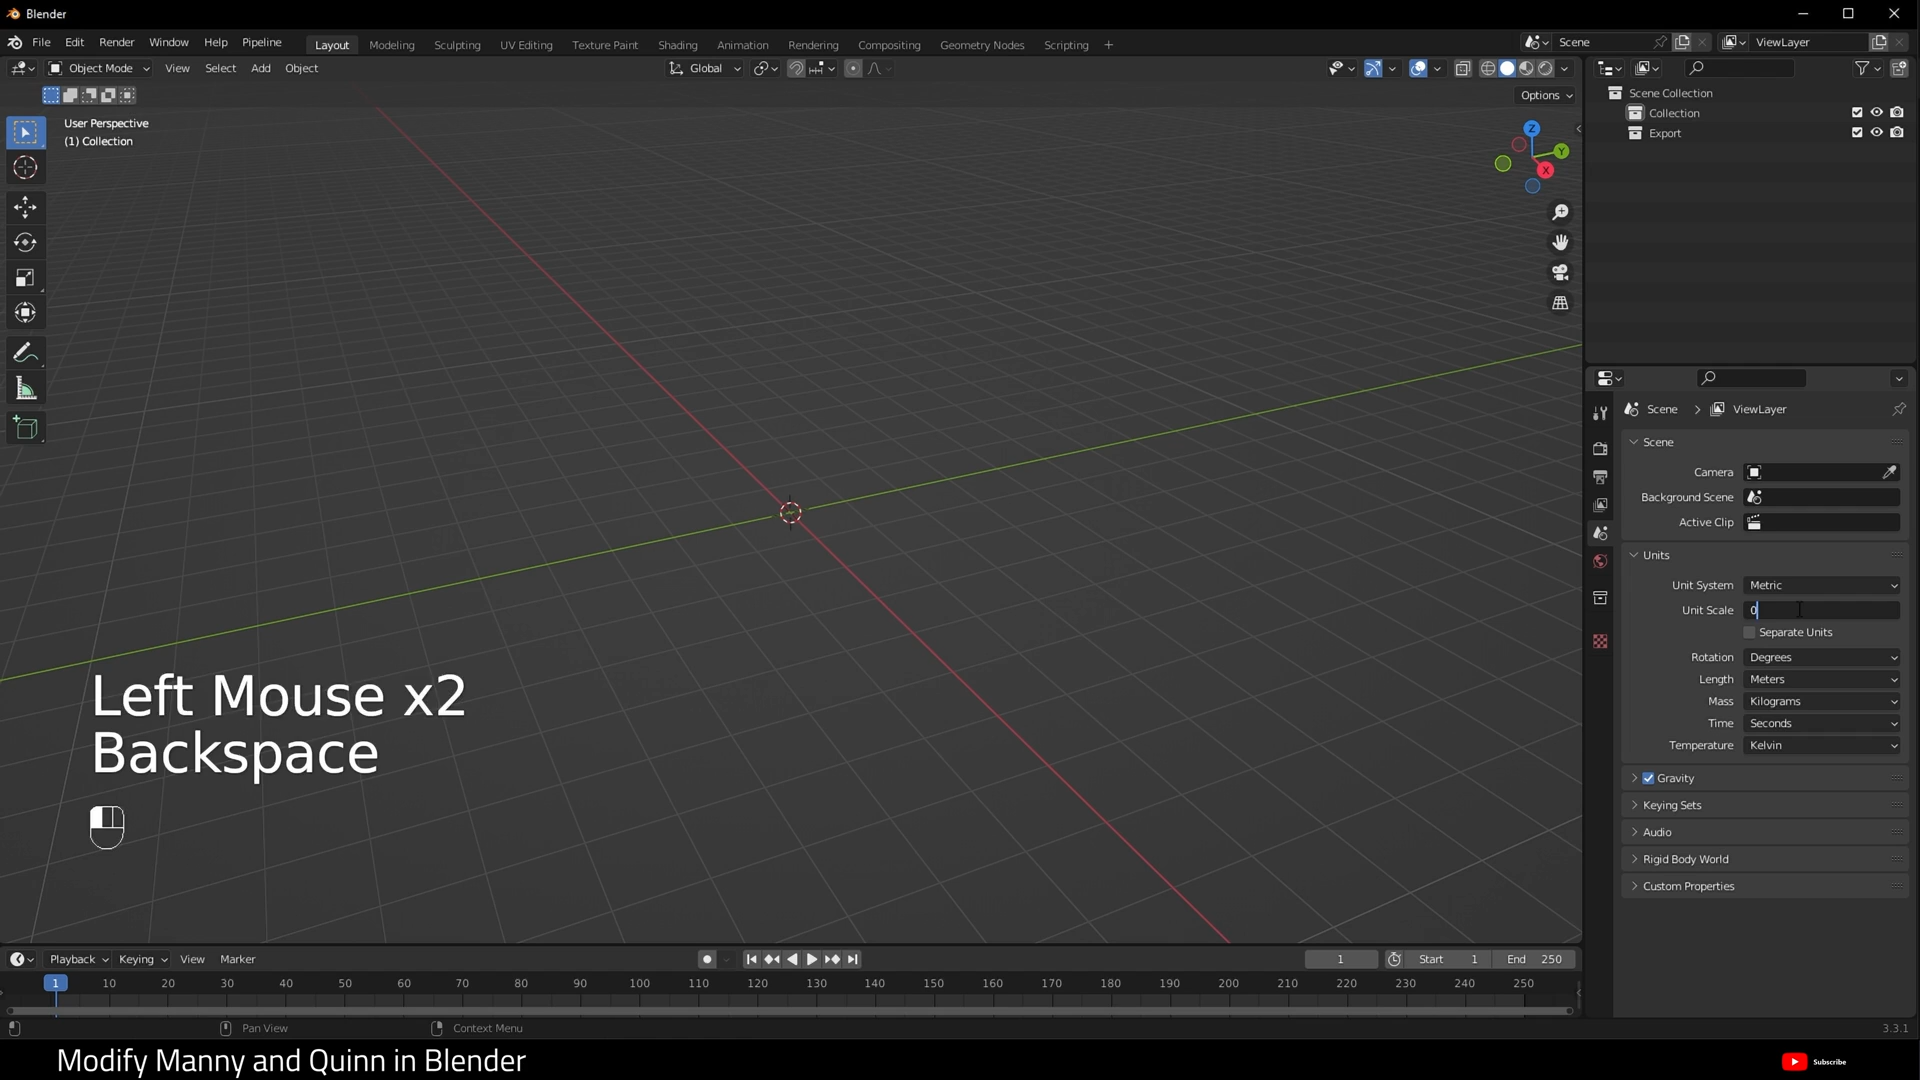 Blender
File Edit Render Window Help Pipeline Layout Modeling Sculpting UV Editing Texture Paint Shading Animation Rendering Compositing Geometry Nodes Scripting + Scene ViewLayer
Object Mode View Select Add Object Global
Options
User Perspective
(1) Collection
Z
Y
X
Scene Collection
Collection
Export
Scene > ViewLayer
Scene
Camera
Background Scene
Active Clip
Units
Unit System Metric
Unit Scale 0
Separate Units
Rotation Degrees
Length Meters
Mass Kilograms
Time Seconds
Temperature Kelvin
Gravity
Keying Sets
Audio
Rigid Body World
Custom Properties
Left Mouse x2
Backspace
Playback Keying View Marker 1 Start 1 End 250
1 10 20 30 40 50 60 70 80 90 100 110 120 130 140 150 160 170 180 190 200 210 220 230 240 250
Pan View Context Menu 3.3.1
Modify Manny and Quinn in Blender
Subscribe